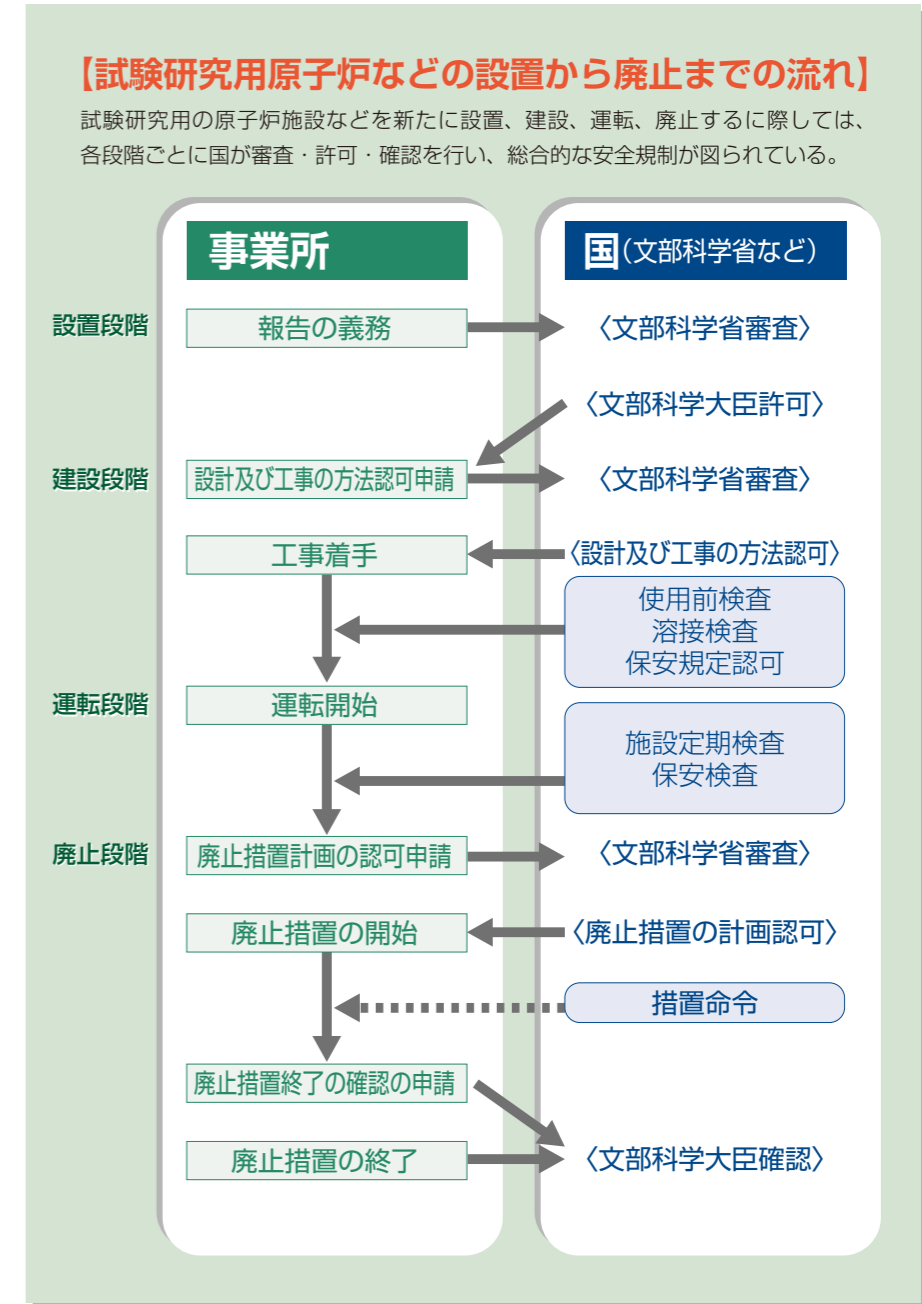 【試験研究用原子炉などの設置から廃止までの流れ】
試験研究用の原子炉施設などを新たに設置、建設、運転、廃止するに際しては、
各段階ごとに国が審査・許可・確認を行い、総合的な安全規制が図られている。
事業所
国（文部科学省など）
設置段階
報告の義務
〈文部科学省審査〉
〈文部科学大臣許可〉
建設段階
設計及び工事の方法認可申請
〈文部科学省審査〉
工事着手
〈設計及び工事の方法認可〉
使用前検査
溶接検査
保安規定認可
運転段階
運転開始
施設定期検査
保安検査
廃止段階
廃止措置計画の認可申請
〈文部科学省審査〉
廃止措置の開始
〈廃止措置の計画認可〉
措置命令
廃止措置終了の確認の申請
廃止措置の終了
〈文部科学大臣確認〉